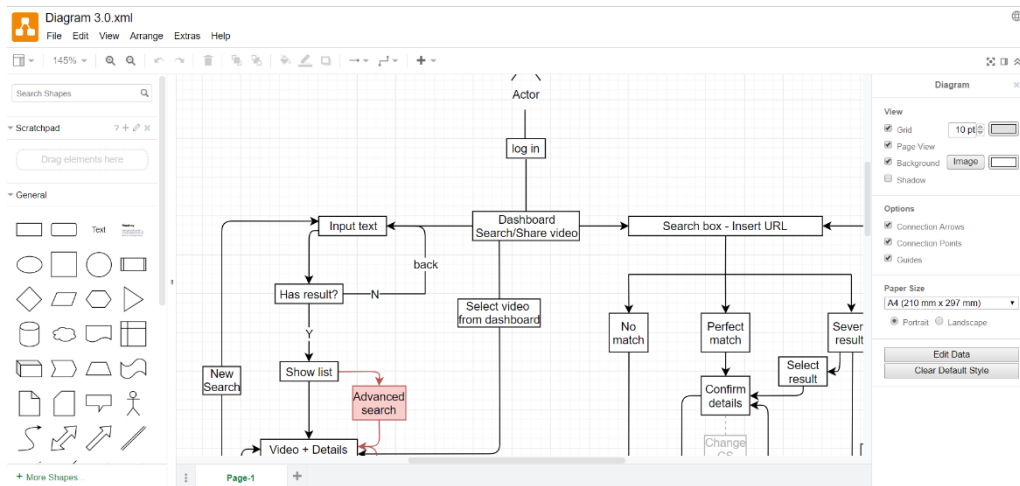 Diagram 3.0.xml
File Edit View Arrange Extras Help
145%
Search Shapes
Scratchpad
?
Drag elements here
General
Text
+ More Shapes...
Actor
log in
Dashboard
Search/Share video
Input text
Search box - Insert URL
back
Has result?
N
Select video
from dashboard
Y
No
match
Perfect
match
Sever
result
Show list
Select
result
New
Search
Advanced
search
Confirm
details
Video + Details
Change
CS
Page-1
Diagram
View
Grid
10 pt
Page View
Background
Image
Shadow
Options
Connection Arrows
Connection Points
Guides
Paper Size
A4 (210 mm x 297 mm)
Portrait Landscape
Edit Data
Clear Default Style